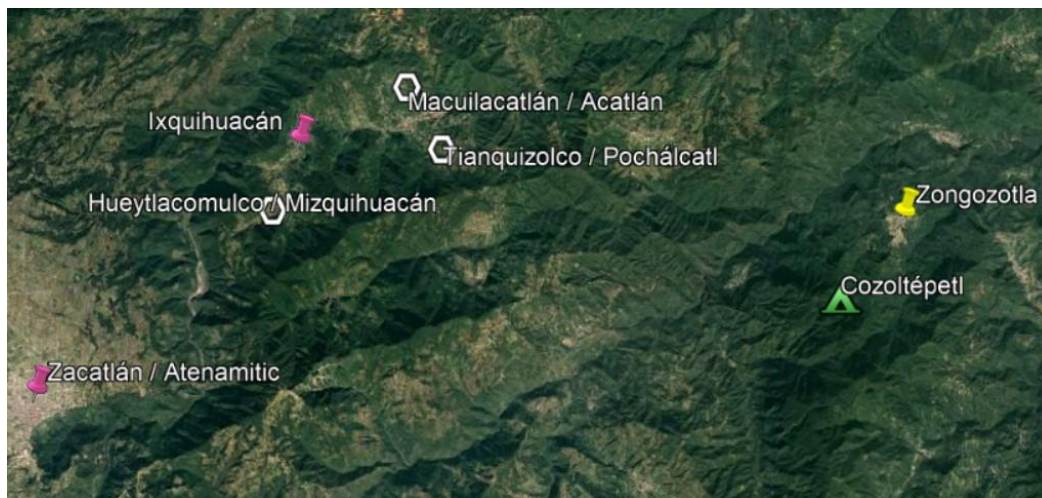 Macuilacatlán / Acatlán
Ixquihuacán
Tianquizolco / Pochálcatl
Hueytlacomulco / Mizquihuacán
Zongozotla
Cozoltépetl
Zacatlán / Atenamitic